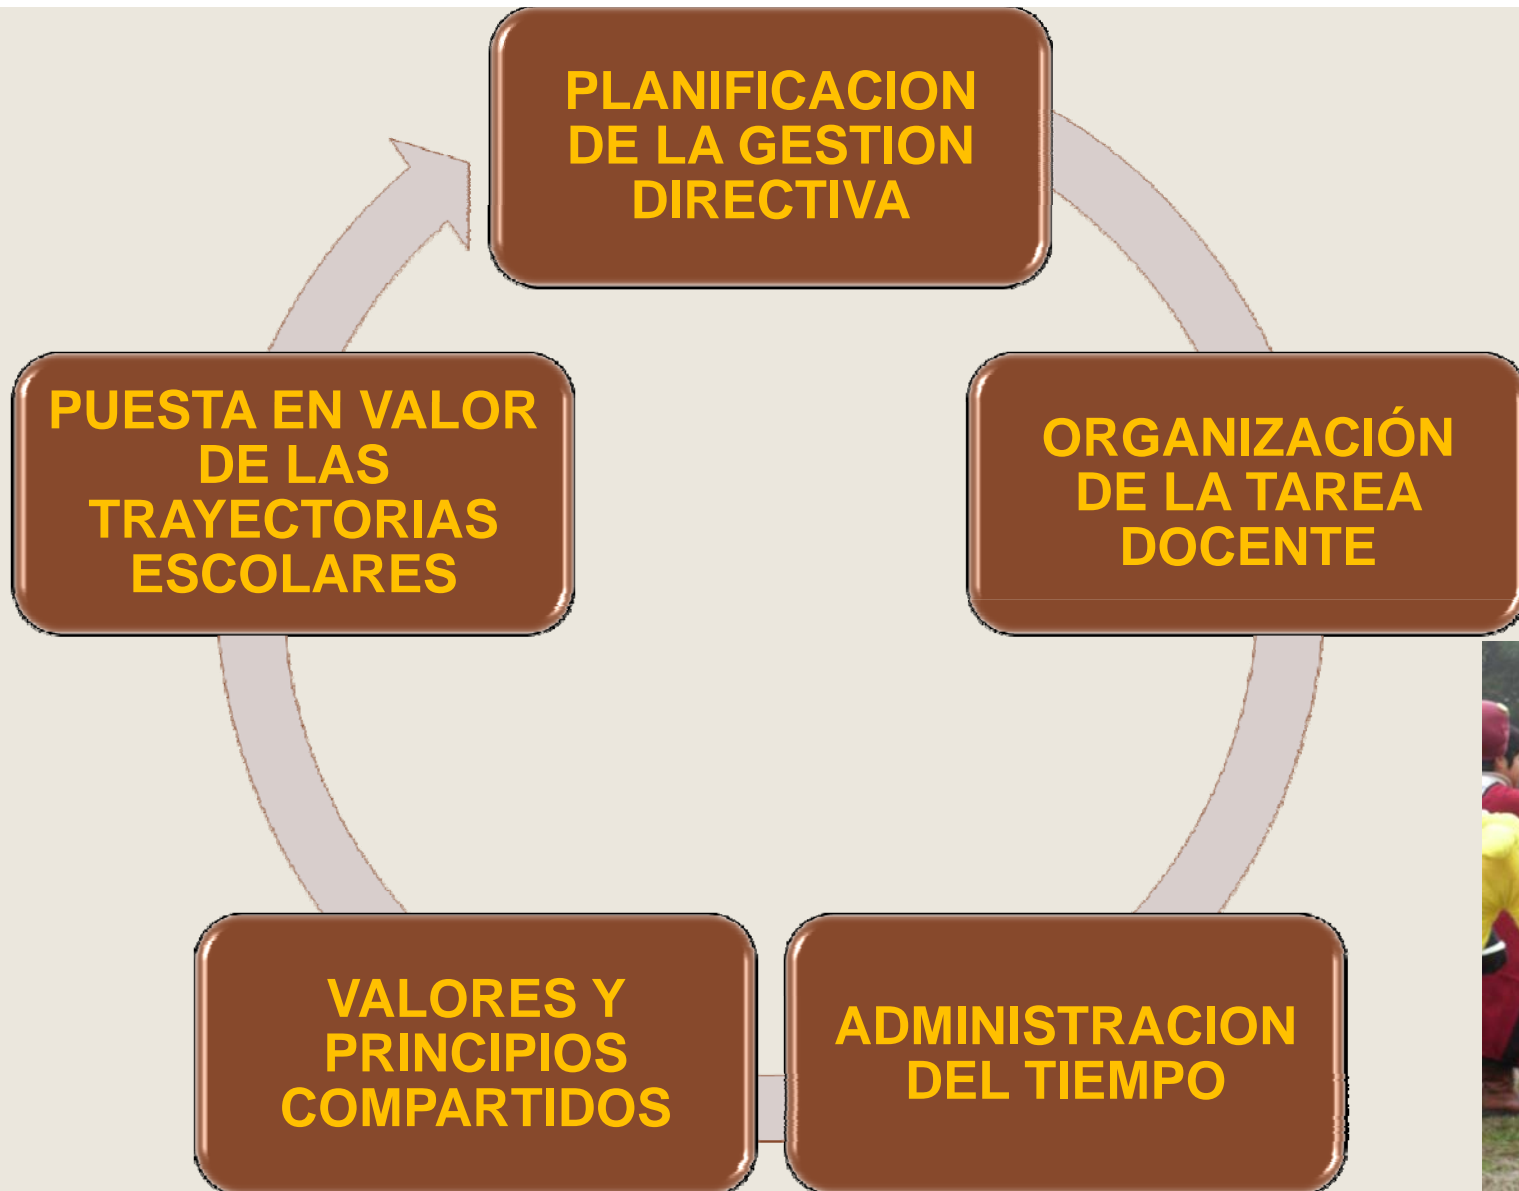 PLANIFICACION
DE LA GESTION
DIRECTIVA
ORGANIZACIÓN
DE LA TAREA
DOCENTE
ADMINISTRACION
DEL TIEMPO
VALORES Y
PRINCIPIOS
COMPARTIDOS
PUESTA EN VALOR
DE LAS
TRAYECTORIAS
ESCOLARES